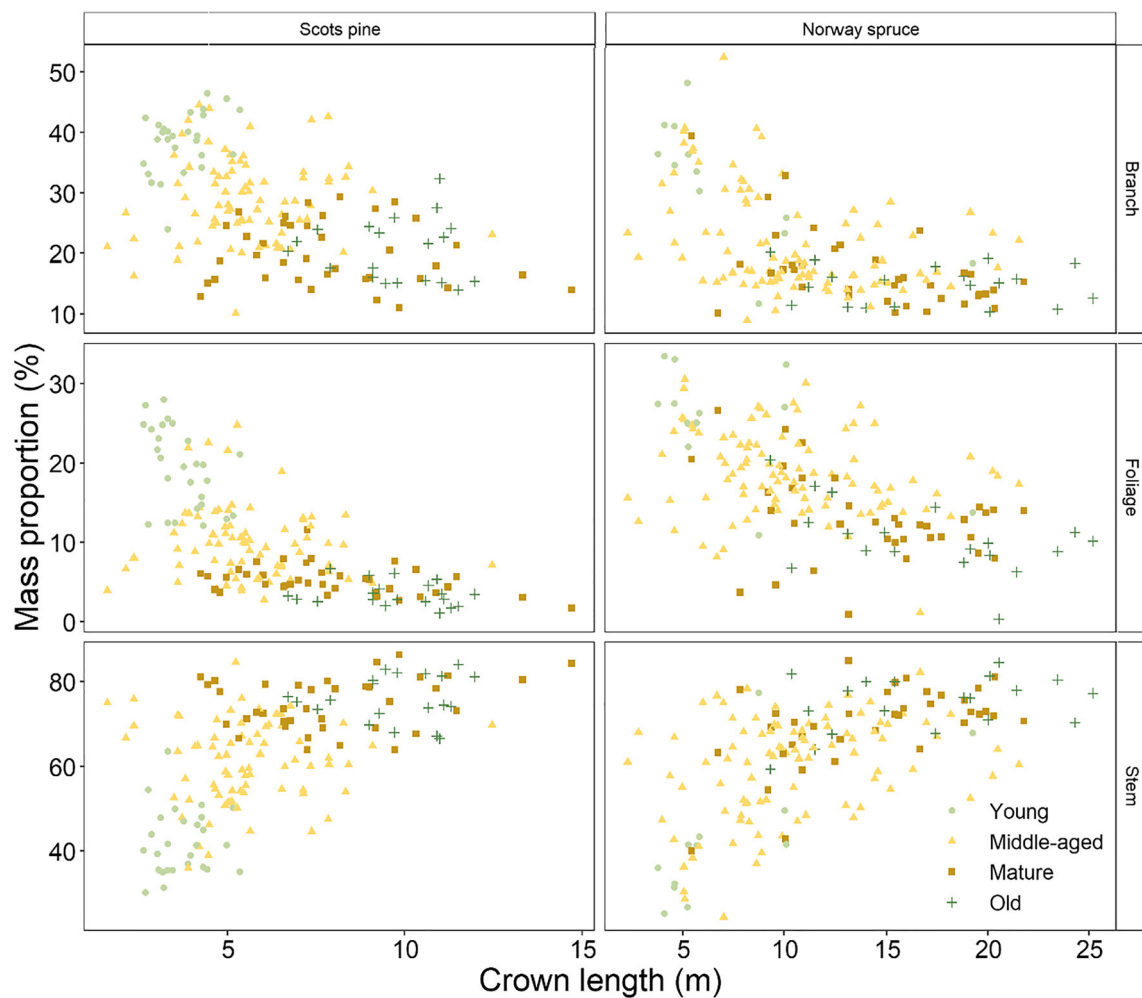 Scots pine
Norway spruce
50
40
30
20
10
Branch
30
20
10
0
Foliage
Mass proportion (%)
80
60
40
Stem
Young
Middle-aged
Mature
Old
5
10
15
5
10
15
20
25
Crown length (m)